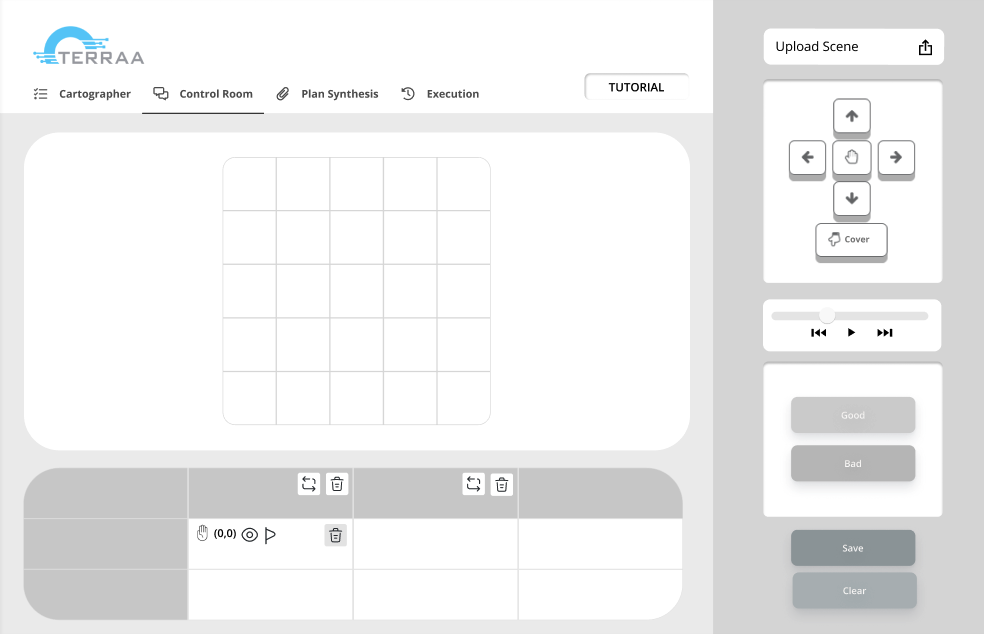 TERRAA
Cartographer
Control Room
Plan Synthesis
Execution
TUTORIAL
(0,0)
Upload Scene
Cover
Good
Bad
Save
Clear